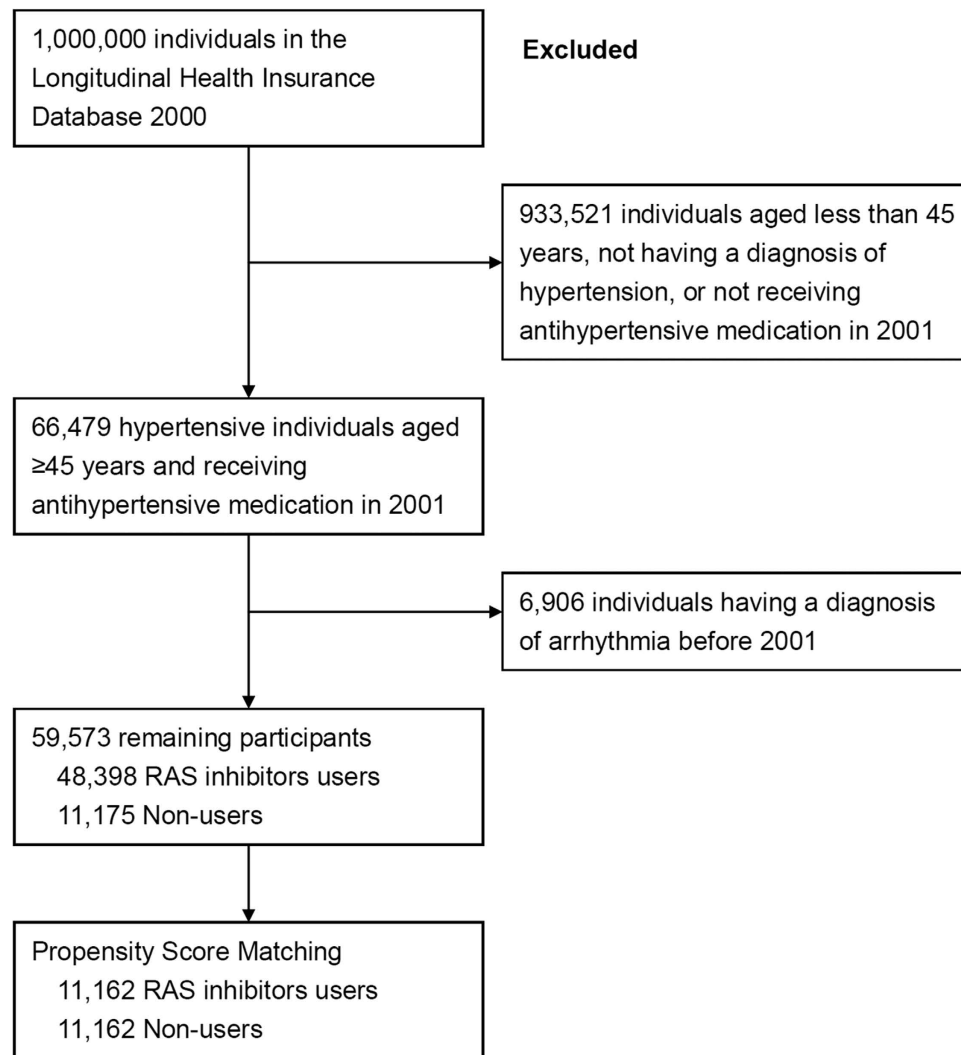 1,000,000 individuals in the
Longitudinal Health Insurance
Database 2000
Excluded
933,521 individuals aged less than 45
years, not having a diagnosis of
hypertension, or not receiving
antihypertensive medication in 2001
66,479 hypertensive individuals aged
≥45 years and receiving
antihypertensive medication in 2001
6,906 individuals having a diagnosis
of arrhythmia before 2001
59,573 remaining participants
48,398 RAS inhibitors users
11,175 Non-users
Propensity Score Matching
11,162 RAS inhibitors users
11,162 Non-users